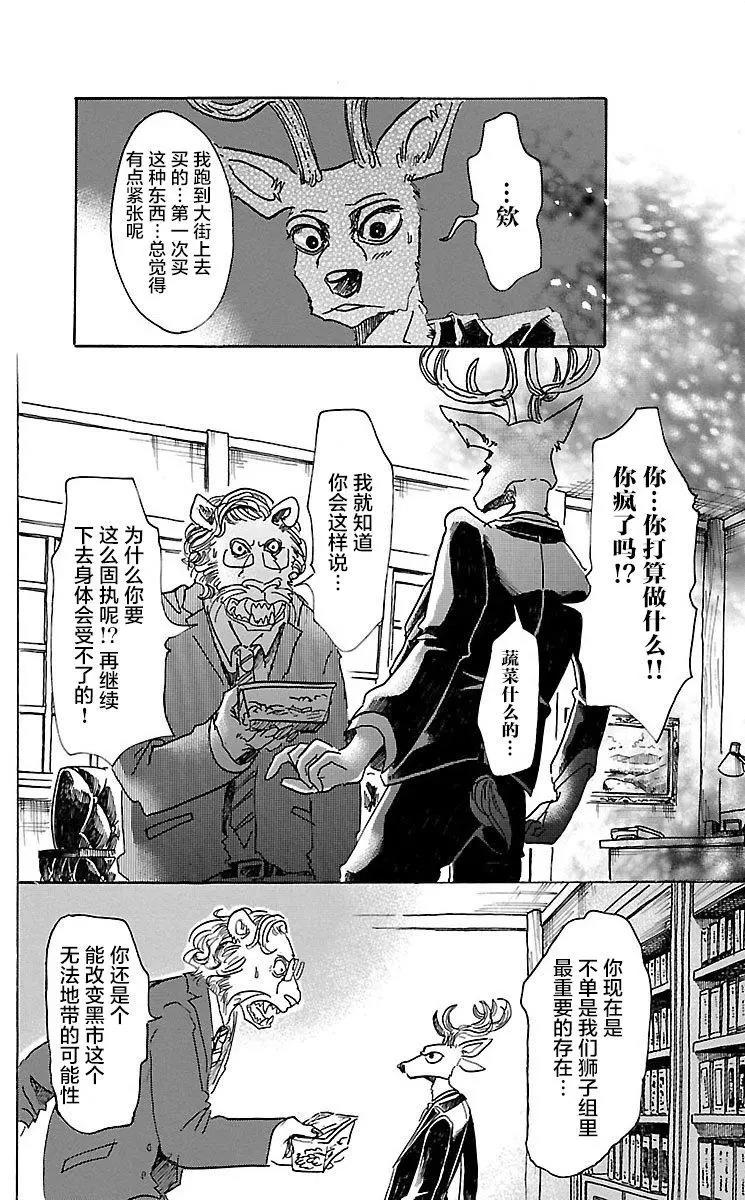 …欸
我跑到大街上去
买的…第一次买
这种东西…总觉得
有点紧张呢
你…你打算做什么!!
你疯了吗!?
蔬菜什么的…
我就知道
你会这样说…
为什么你要
这么固执呢!?再继续
下去身体会受不了的！
你现在是
不单是我们狮子组里
最重要的存在…
你还是个
能改变黑市这个
无法地带的可能性